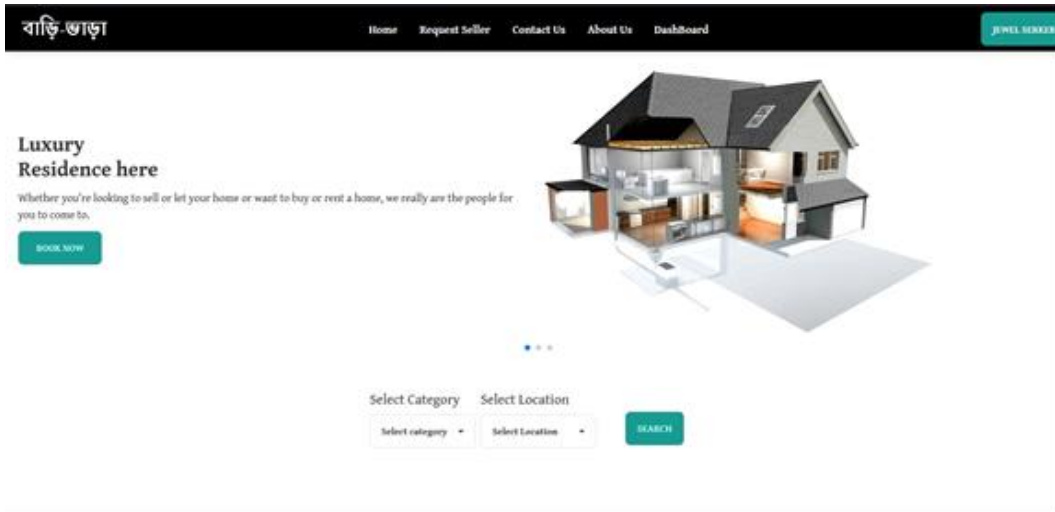 বাড়ি-ভাড়া
Home Request Seller Contact Us About Us DashBoard
JEWEL
Luxury
Residence here
Whether you're looking to sell or let your home or want to buy or rent a home, we really are the people for
you to come to.
BOOK NOW
Select Category Select Location
Select category Select Location SEARCH